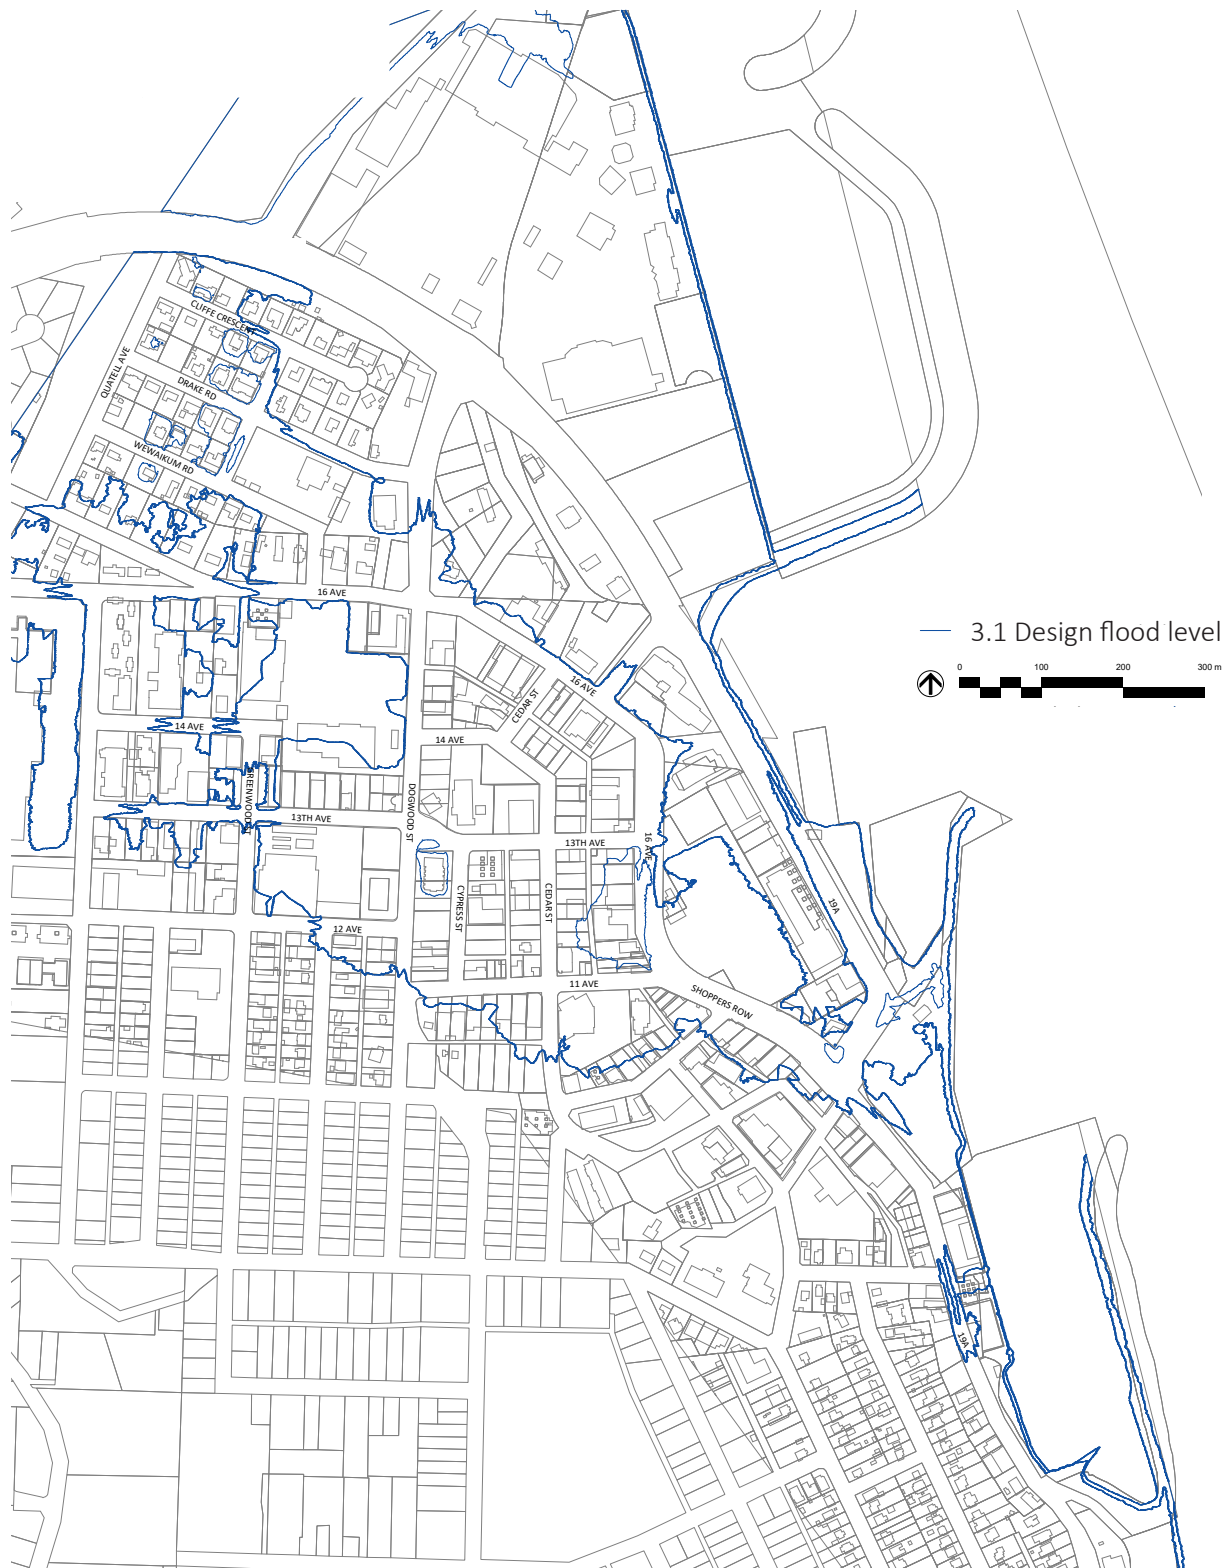 CLIFFE CRESCENT
QUATELL AVE
DRAKE RD
WEWAIKUM RD
16 AVE
3.1 Design flood level
0 100 200 300 m
16 AVE
CEDAR ST
14 AVE
14 AVE
GREENWOOD ST
DOGWOOD ST
13TH AVE
13TH AVE
16 AVE
CYPRESS ST
CEDAR ST
19A
12 AVE
11 AVE
SHOPPERS ROW
19A